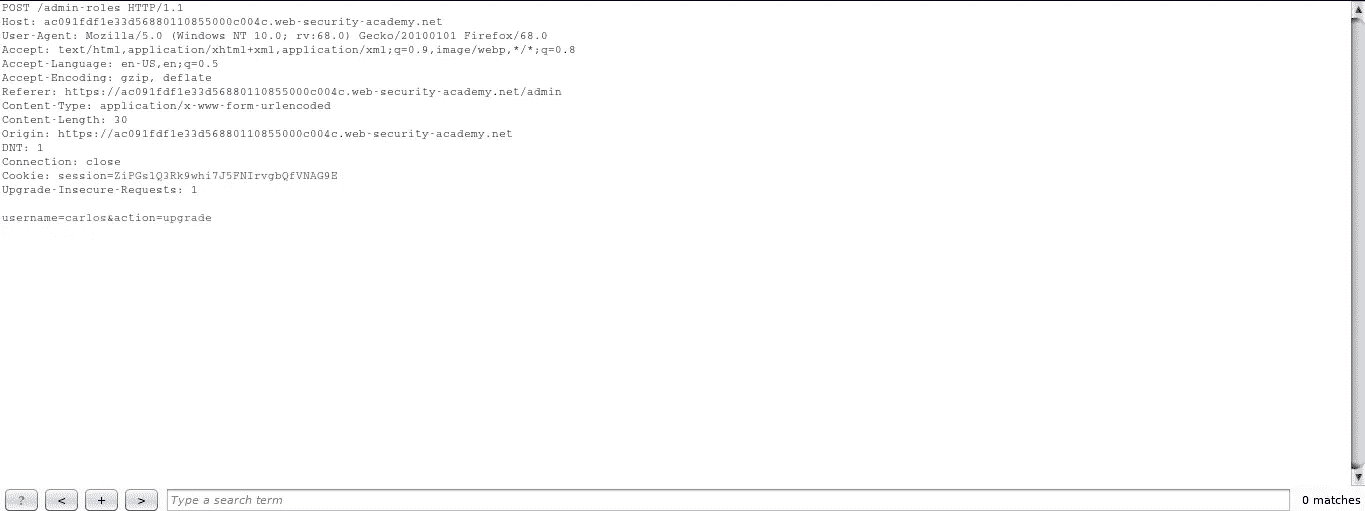 POST /admin-roles HTTP/1.1
Host: ac091fdf1e33d56880110855000c004c.web-security-academy.net
User-Agent: Mozilla/5.0 (Windows NT 10.0; rv:68.0) Gecko/20100101 Firefox/68.0
Accept: text/html,application/xhtml+xml,application/xml;q=0.9,image/webp,*/*;q=0.8
Accept-Language: en-US,en;q=0.5
Accept-Encoding: gzip, deflate
Referer: https://ac091fdf1e33d56880110855000c004c.web-security-academy.net/admin
Content-Type: application/x-www-form-urlencoded
Content-Length: 30
Origin: https://ac091fdf1e33d56880110855000c004c.web-security-academy.net
DNT: 1
Connection: close
Cookie: session=ZiPGslQ3Rk9whi7J5FNIrvgbQfVNAG9E
Upgrade-Insecure-Requests: 1
username=carlos&action=upgrade
? < + > Type a search term 0 matches